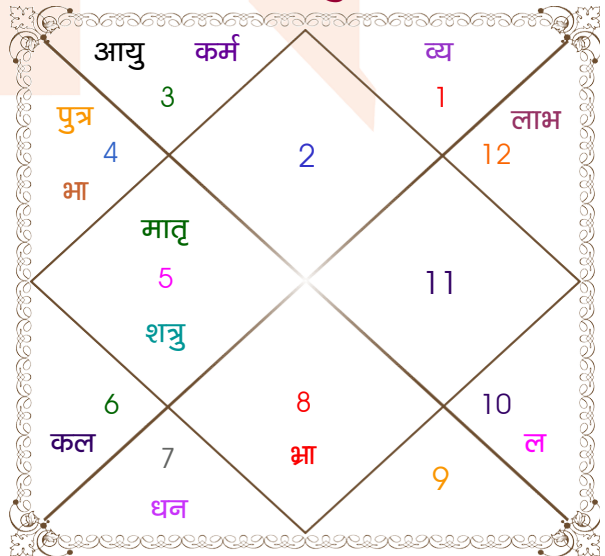 आयु कर्म व्य
3 1
पुत्र लाभ
4 2 12
भा
मातृ
5 11
शत्रु
6 8 10
कल 7 भ्रा ल
9
धन